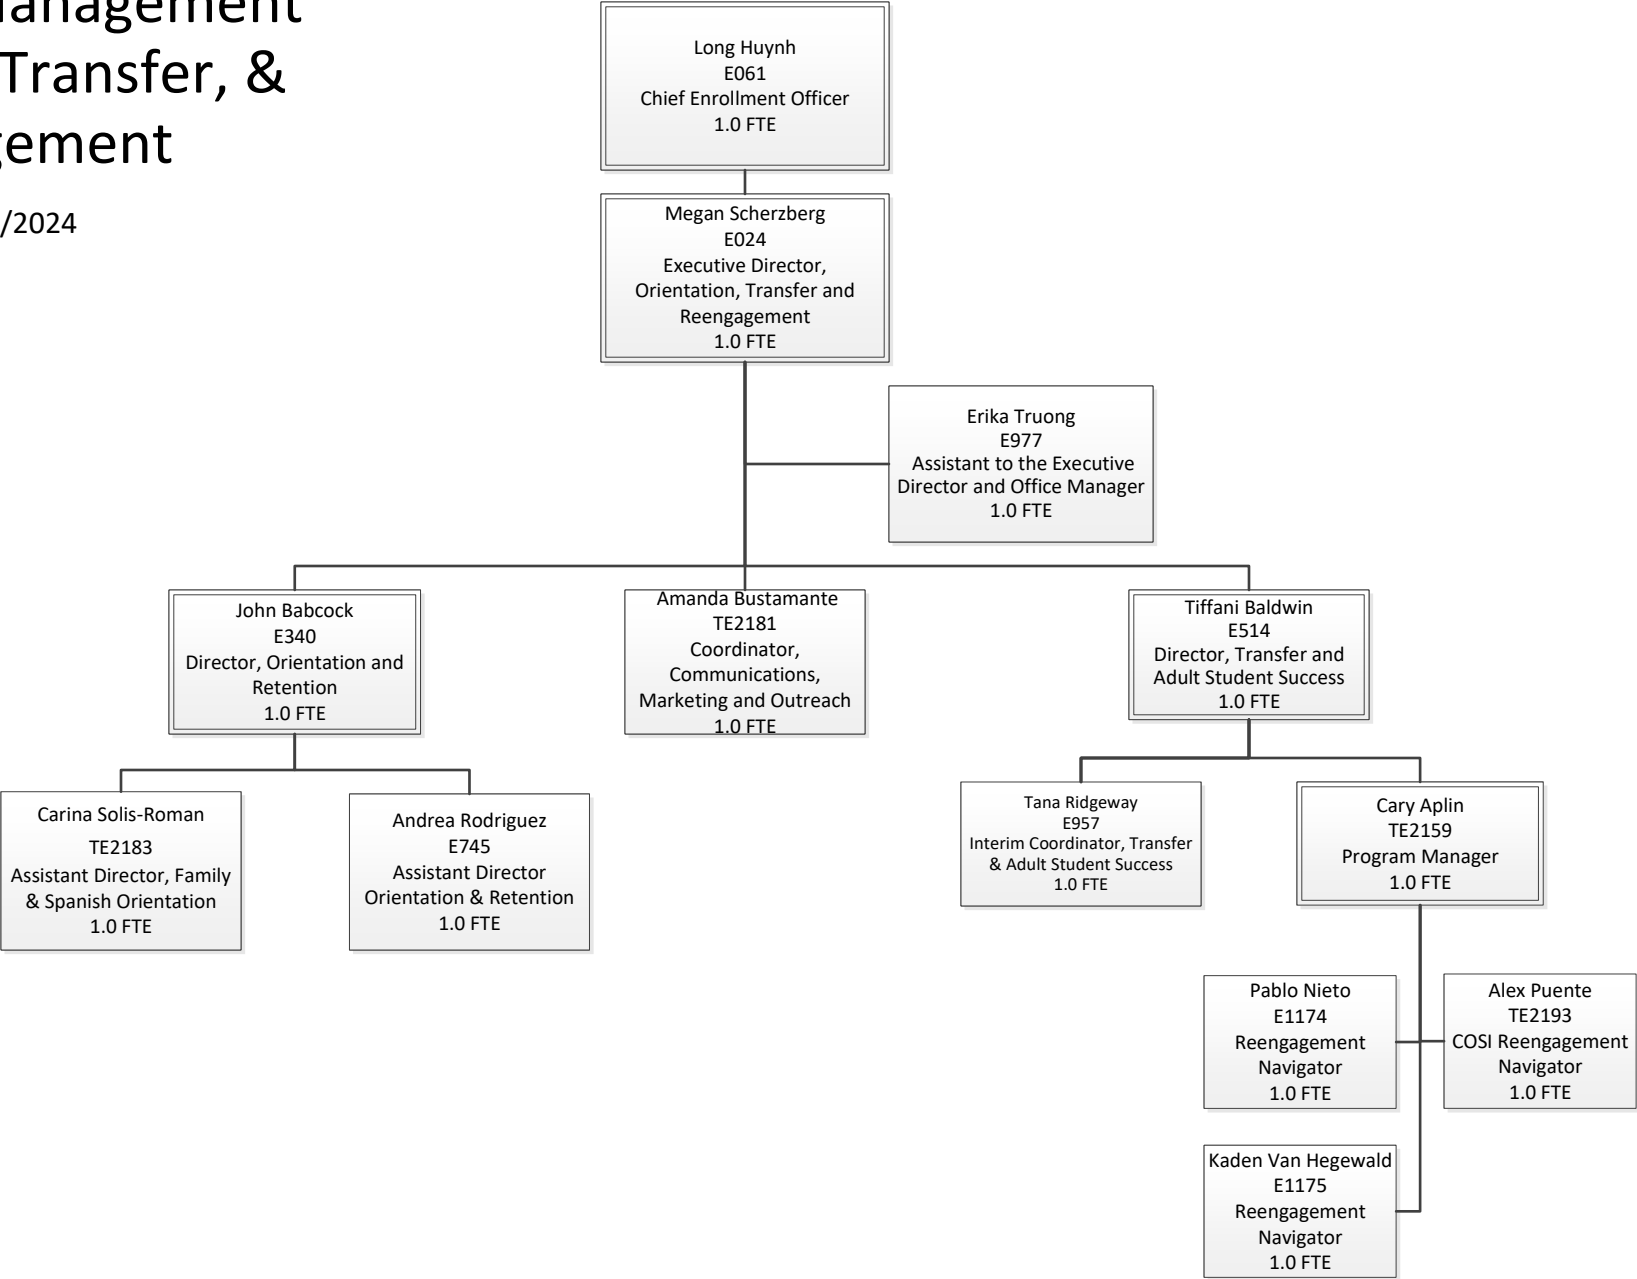 Transfer, &
/2024
Long Huynh
E061
Chief Enrollment Officer
1.0 FTE
Megan Scherzberg
E024
Executive Director,
Orientation, Transfer and
Reengagement
1.0 FTE
Erika Truong
E977
Assistant to the Executive
Director and Office Manager
1.0 FTE
John Babcock
E340
Director, Orientation and
Retention
1.0 FTE
Amanda Bustamante
TE2181
Coordinator,
Communications,
Marketing and Outreach
1.0 FTE
Tiffani Baldwin
E514
Director, Transfer and
Adult Student Success
1.0 FTE
Carina Solis-Roman
TE2183
Assistant Director, Family
& Spanish Orientation
1.0 FTE
Andrea Rodriguez
E745
Assistant Director
Orientation & Retention
1.0 FTE
Tana Ridgeway
E957
Interim Coordinator, Transfer
& Adult Student Success
1.0 FTE
Cary Aplin
TE2159
Program Manager
1.0 FTE
Pablo Nieto
E1174
Reengagement
Navigator
1.0 FTE
Alex Puente
TE2193
COSI Reengagement
Navigator
1.0 FTE
Kaden Van Hegewald
E1175
Reengagement
Navigator
1.0 FTE